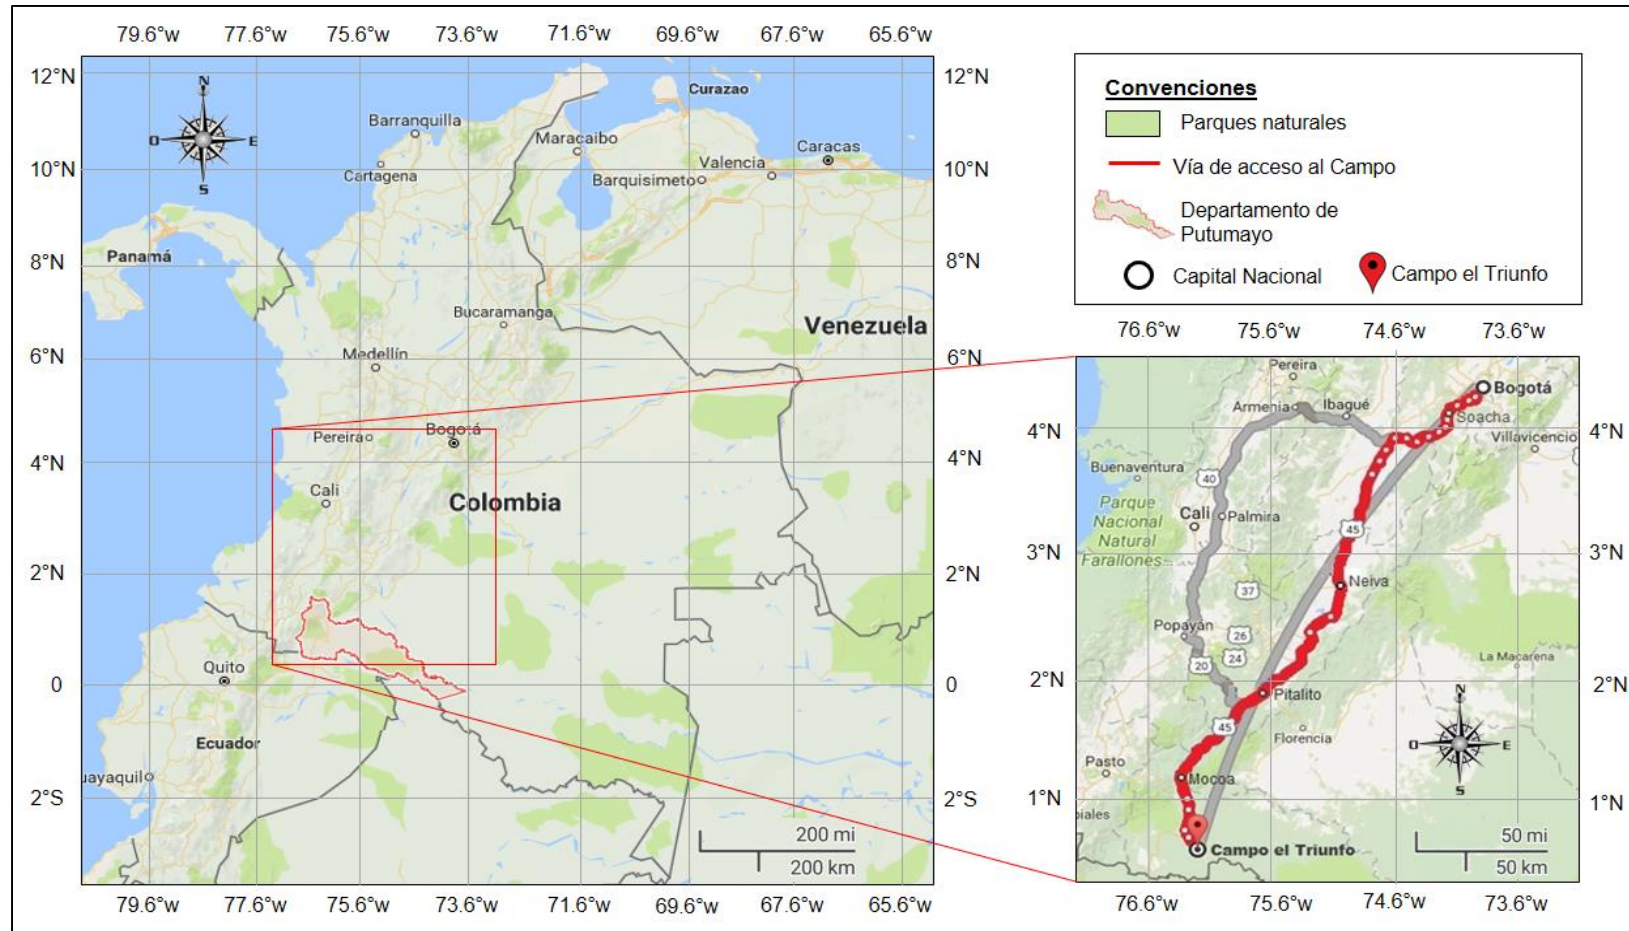 79.6°w 77.6°w 75.6°w 73.6°w 71.6°w 69.6°w 67.6°w 65.6°w
12°N
10°N
8°N
6°N
4°N
2°N
0
2°S
N
O E
S
Barranquilla
Cartagena
Maracaibo
Curazao
Valencia
Caracas
Barquisimeto
Panamá
Bucaramanga
Venezuela
Medellín
Pereira
Bogotá
Cali
Colombia
Quito
Ecuador
uayaquil
200 mi
200 km
12°N
10°N
8°N
6°N
4°N
2°N
0
2°S
79.6°w 77.6°w 75.6°w 73.6°w 71.6°w 69.6°w 67.6°w 65.6°w
Convenciones
Parques naturales
Vía de acceso al Campo
Departamento de
Putumayo
Capital Nacional
Campo el Triunfo
76.6°w 75.6°w 74.6°w 73.6°w
4°N
3°N
2°N
1°N
Pereira
Bogotá
Armenia
Ibagué
Soacha
Villavicencio
Buenaventura
40
Parque
Nacional
Natural
Farallones...
Cali
Palmira
45
Neiva
37
Popayán
26
24
20
La Macarena
Pitalito
45
Florencia
Pasto
Mocoa
N
O E
S
piales
Campo el Triunfo
50 mi
50 km
4°N
3°N
2°N
1°N
76.6°w 75.6°w 74.6°w 73.6°w